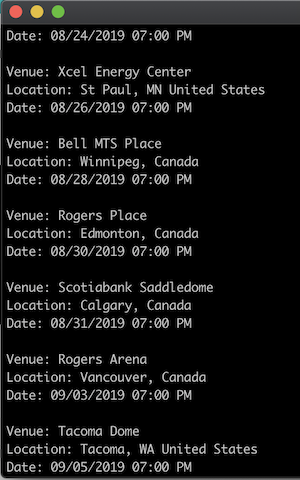 Date: 08/24/2019 07:00 PM
Venue: Xcel Energy Center
Location: St Paul, MN United States
Date: 08/26/2019 07:00 PM
Venue: Bell MTS Place
Location: Winnipeg, Canada
Date: 08/28/2019 07:00 PM
Venue: Rogers Place
Location: Edmonton, Canada
Date: 08/30/2019 07:00 PM
Venue: Scotiabank Saddledome
Location: Calgary, Canada
Date: 08/31/2019 07:00 PM
Venue: Rogers Arena
Location: Vancouver, Canada
Date: 09/03/2019 07:00 PM
Venue: Tacoma Dome
Location: Tacoma, WA United States
Date: 09/05/2019 07:00 PM